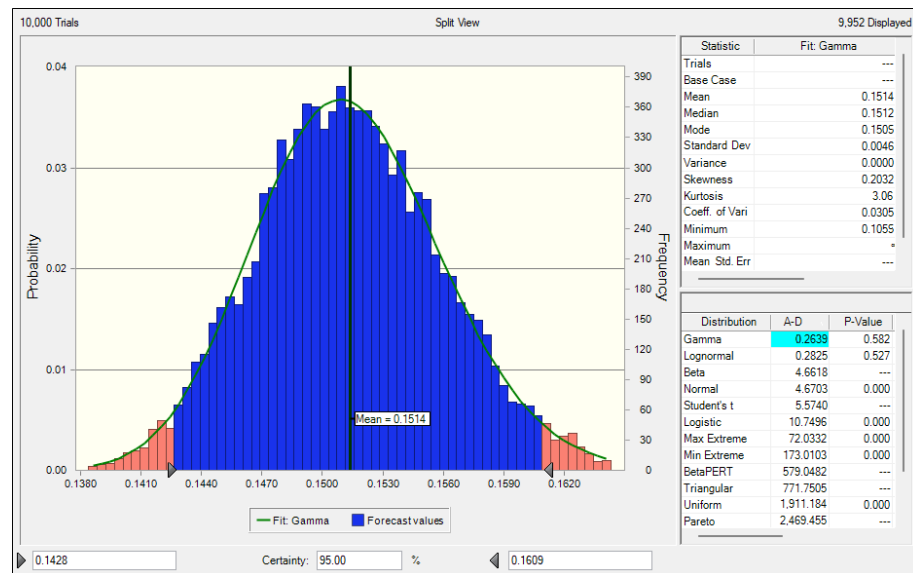 10,000 Trials
Split View
9,952 Displayed
0.04
0.03
0.02
0.01
0.00
Probability
390
360
330
300
270
240
210
180
150
120
90
60
30
0
Frequency
Mean = 0.1514
0.1380 0.1410 0.1440 0.1470 0.1500 0.1530 0.1560 0.1590 0.1620
Fit: Gamma Forecast values
Statistic Fit: Gamma
Trials ---
Base Case ---
Mean 0.1514
Median 0.1512
Mode 0.1505
Standard Dev 0.0046
Variance 0.0000
Skewness 0.2032
Kurtosis 3.06
Coeff. of Vari 0.0305
Minimum 0.1055
Maximum
Mean Std. Err ---
Distribution A-D P-Value
Gamma 0.2639 0.582
Lognormal 0.2825 0.527
Beta 4.6618 ---
Normal 4.6703 0.000
Student's t 5.5740 ---
Logistic 10.7496 0.000
Max Extreme 72.0332 0.000
Min Extreme 173.0103 0.000
BetaPERT 579.0482 ---
Triangular 771.7505 ---
Uniform 1,911.184 0.000
Pareto 2,469.455 ---
0.1428 Certainty: 95.00 % 0.1609